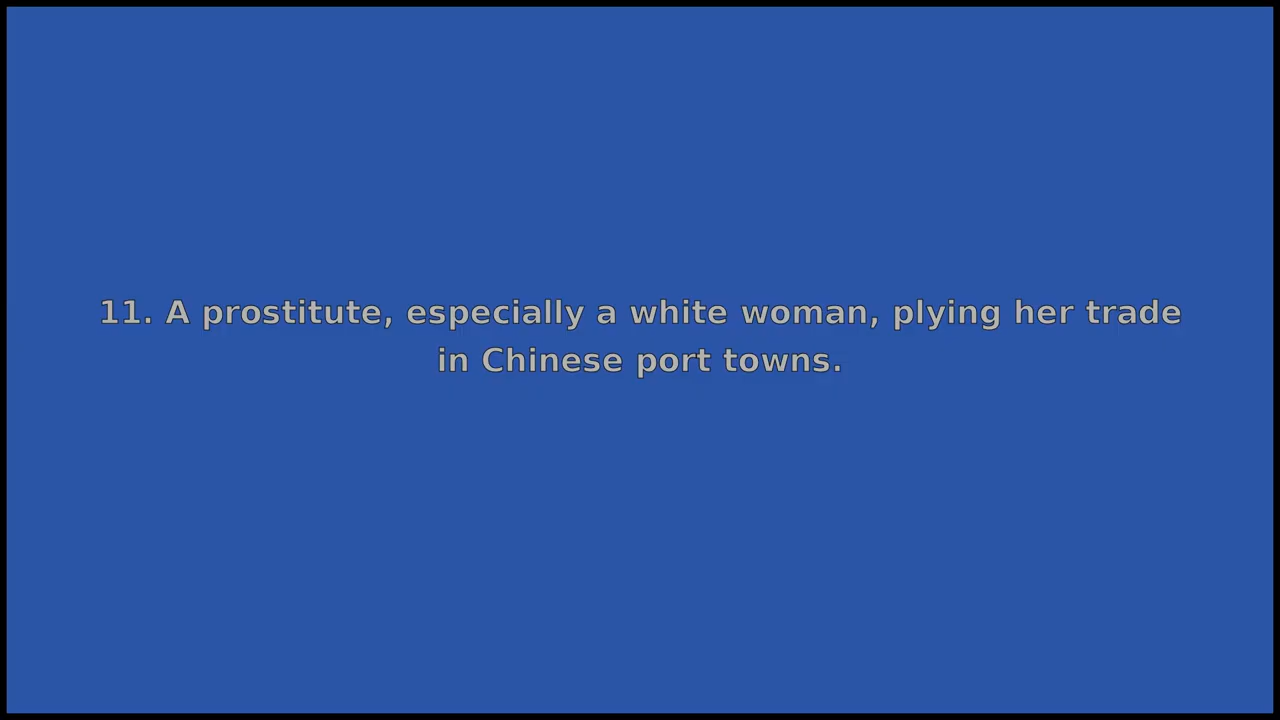 11. A prostitute, especially a white woman, plying her trade
in Chinese port towns.